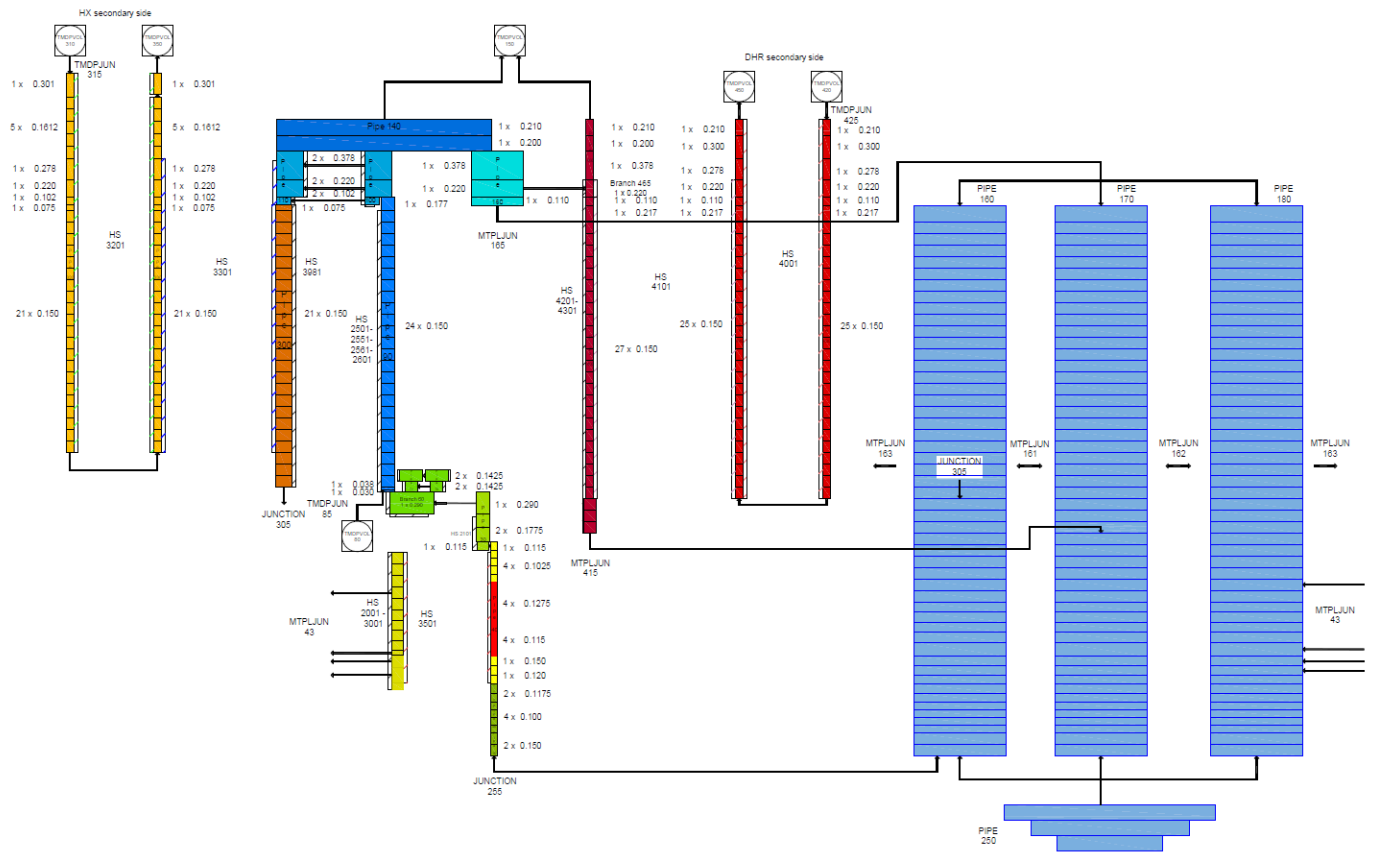 HX secondary side
TMDPVOL
310
TMDPVOL
350
TMDPJUN
315
1 x 0.301
5 x 0.1612
1 x 0.278
1 x 0.220
1 x 0.102
1 x 0.075
21 x 0.150
HS
3201
1 x 0.301
5 x 0.1612
1 x 0.278
1 x 0.220
1 x 0.102
1 x 0.075
21 x 0.150
HS
3301
TMDPVOL
150
Pipe 140
1 x 0.210
1 x 0.200
2 x 0.378
2 x 0.220
2 x 0.102
1 x 0.075
1 x 0.177
1 x 0.378
1 x 0.220
1 x 0.110
MTPLJUN
165
HS
3981
21 x 0.150
Pipe
300
JUNCTION
305
HS
2501-
2551-
2561-
2601
24 x 0.150
1 x 0.038
1 x 0.030
TMDPJUN
85
TMDPVOL
80
2 x 0.1425
2 x 0.1425
1 x 0.290
2 x 0.1775
HS 2101
1 x 0.115
1 x 0.115
4 x 0.1025
4 x 0.1275
4 x 0.115
1 x 0.150
1 x 0.120
2 x 0.1175
4 x 0.100
2 x 0.150
JUNCTION
255
HS
2001 -
3001
HS
3501
MTPLJUN
43
1 x 0.210
1 x 0.200
1 x 0.378
Branch 465
1 x 0.220
1 x 0.110
1 x 0.217
HS
4201-
4301
27 x 0.150
MTPLJUN
415
DHR secondary side
TMDPVOL
450
TMDPVOL
420
TMDPJUN
425
1 x 0.210
1 x 0.300
1 x 0.278
1 x 0.220
1 x 0.110
1 x 0.217
HS
4101
25 x 0.150
HS
4001
1 x 0.210
1 x 0.300
1 x 0.278
1 x 0.220
1 x 0.110
1 x 0.217
25 x 0.150
PIPE
160
PIPE
170
PIPE
180
MTPLJUN
163
JUNCTION
305
MTPLJUN
161
MTPLJUN
162
MTPLJUN
163
MTPLJUN
43
PIPE
250